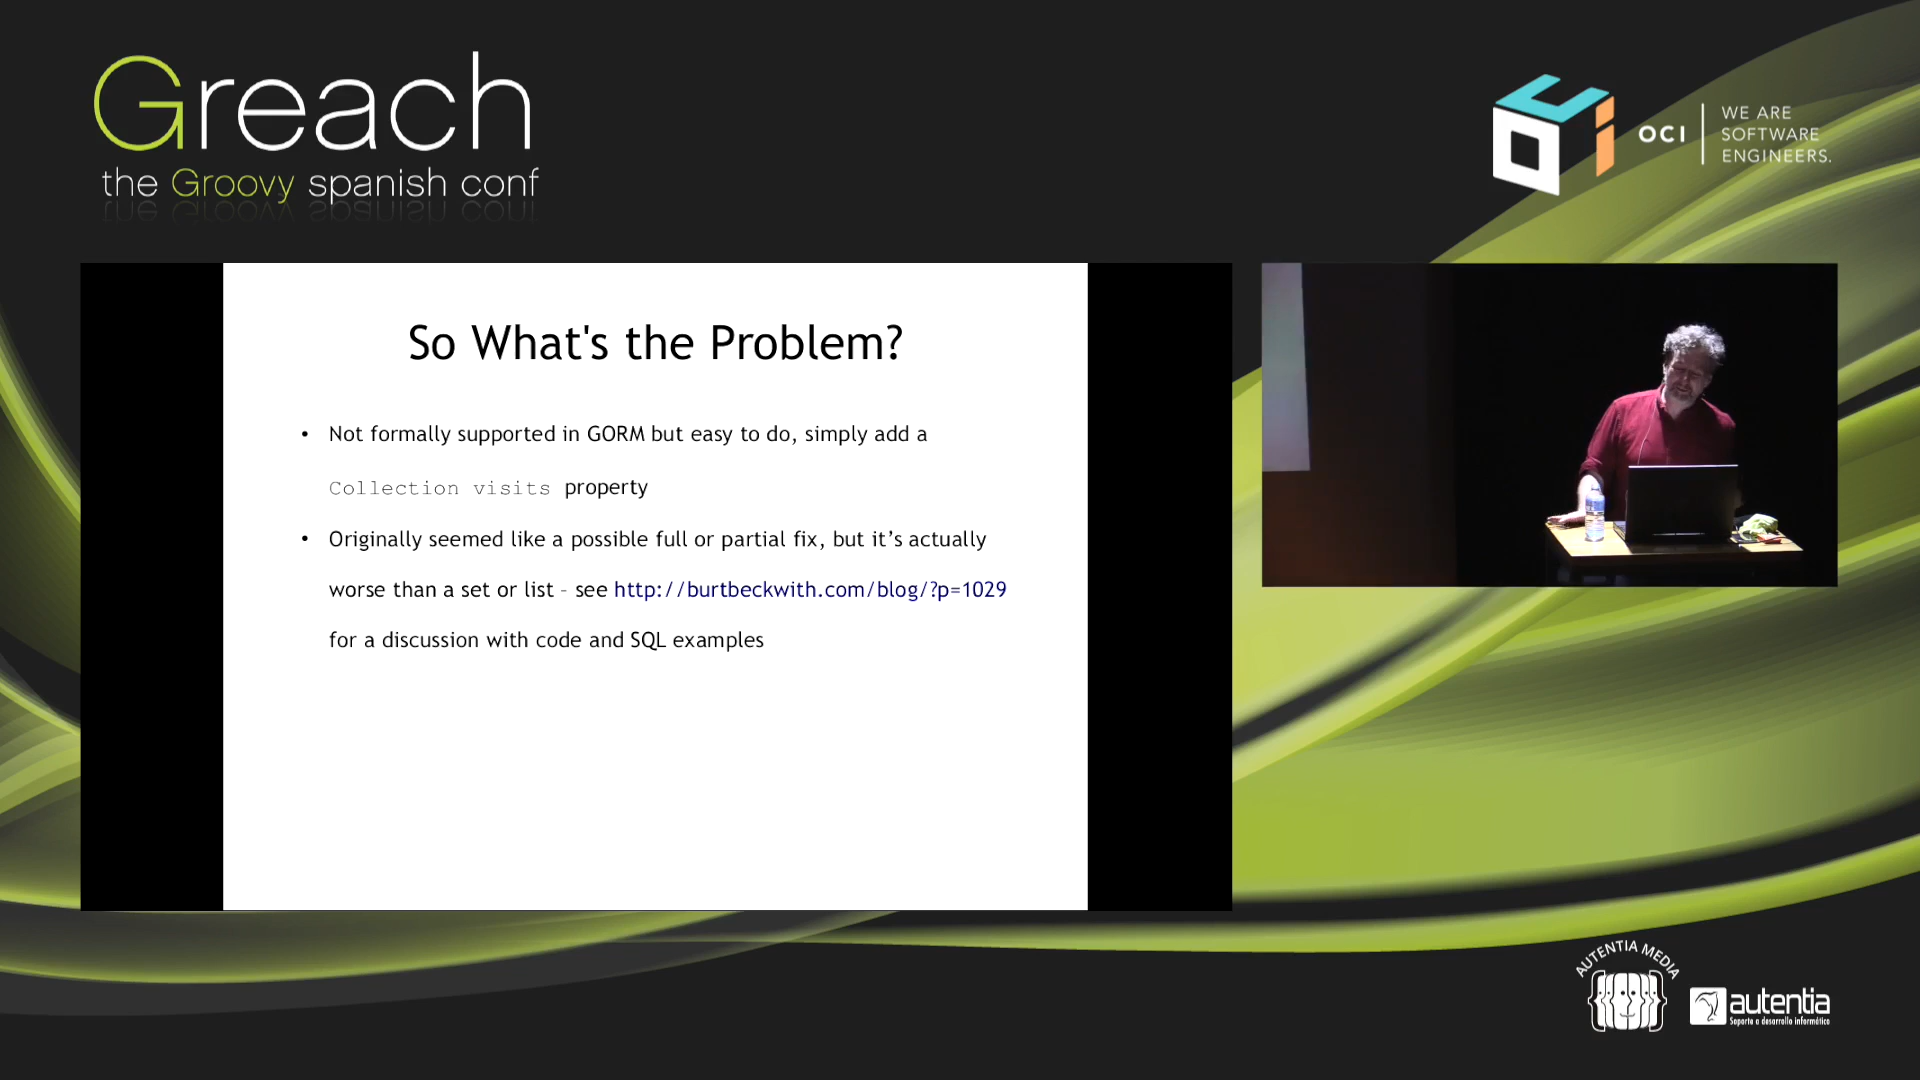 Greach
the Groovy spanish conf
OCI
WE ARE
SOFTWARE
ENGINEERS.
So What's the Problem?
• Not formally supported in GORM but easy to do, simply add a
Collection visits property
• Originally seemed like a possible full or partial fix, but it’s actually
worse than a set or list – see http://burtbeckwith.com/blog/?p=1029
for a discussion with code and SQL examples
AUTENTIA MEDIA
autentia
Soporte a desarrollo informático